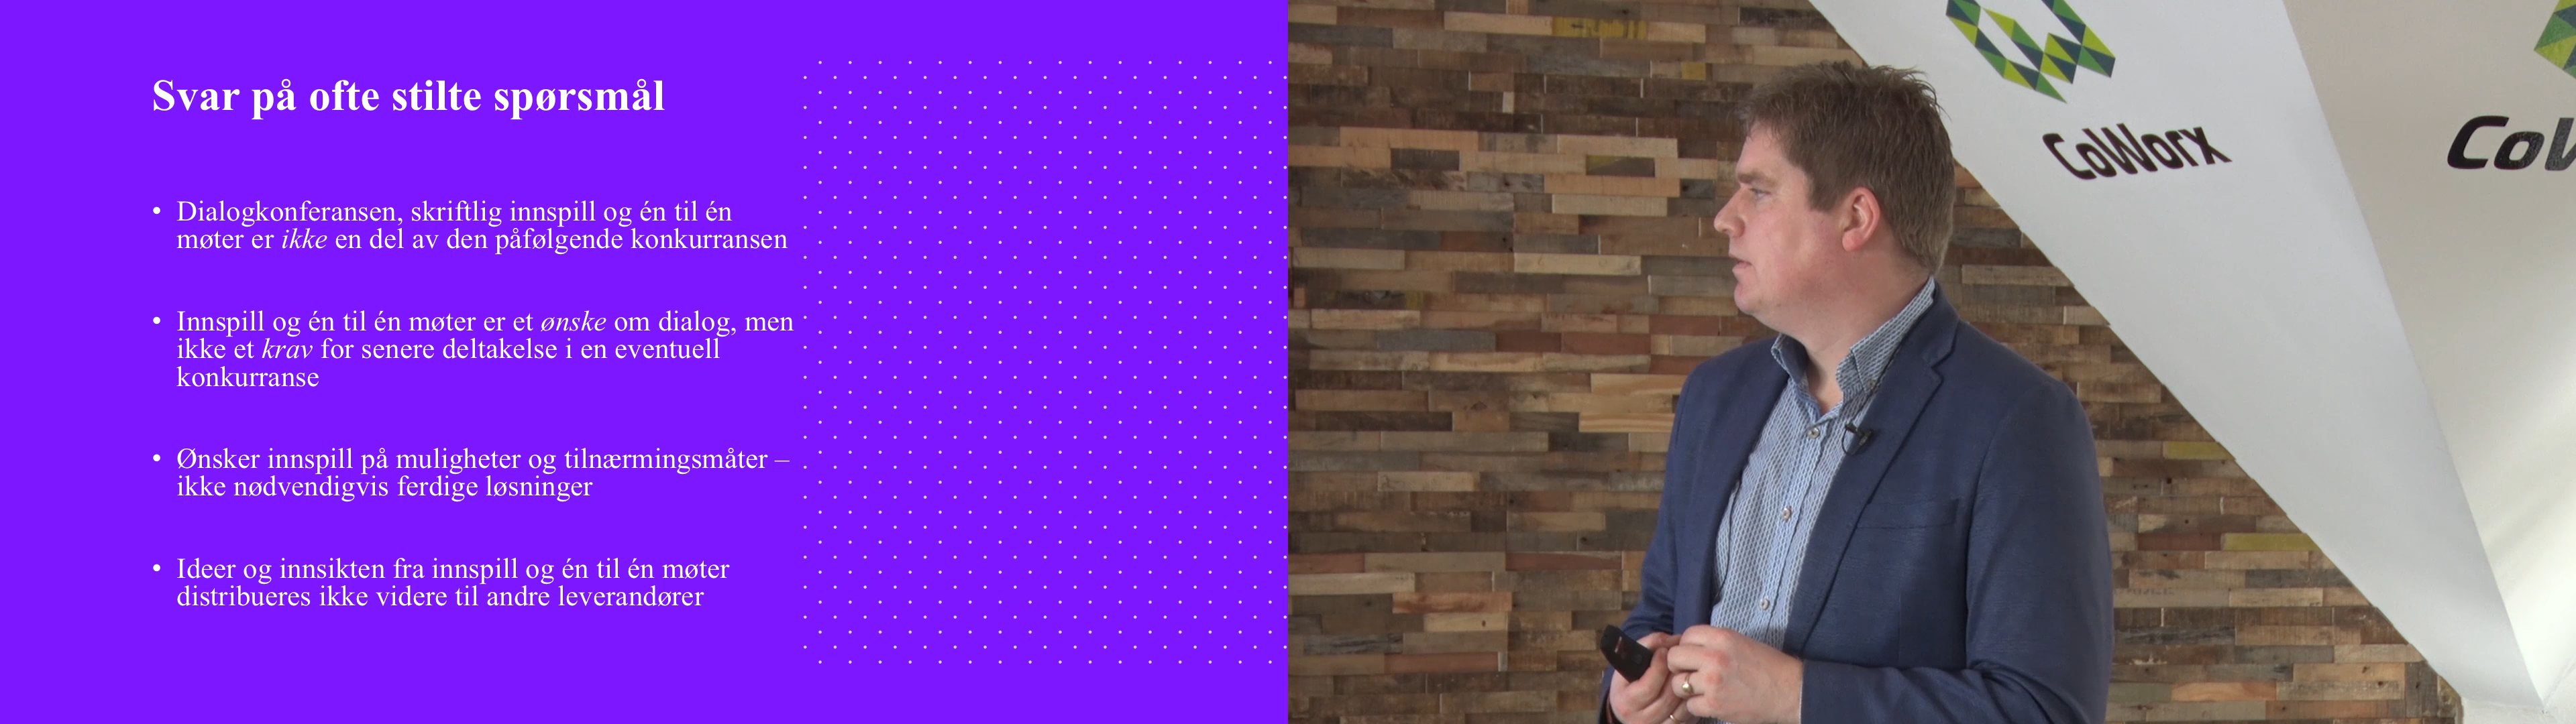 Svar på ofte stilte spørsmål
• Dialogkonferansen, skriftlig innspill og én til én
møter er ikke en del av den påfølgende konkurransen
• Innspill og én til én møter er et ønske om dialog, men
ikke et krav for senere deltakelse i en eventuell
konkurranse
• Ønsker innspill på muligheter og tilnærmingsmåter –
ikke nødvendigvis ferdige løsninger
• Ideer og innsikten fra innspill og én til én møter
distribueres ikke videre til andre leverandører
CoWorx